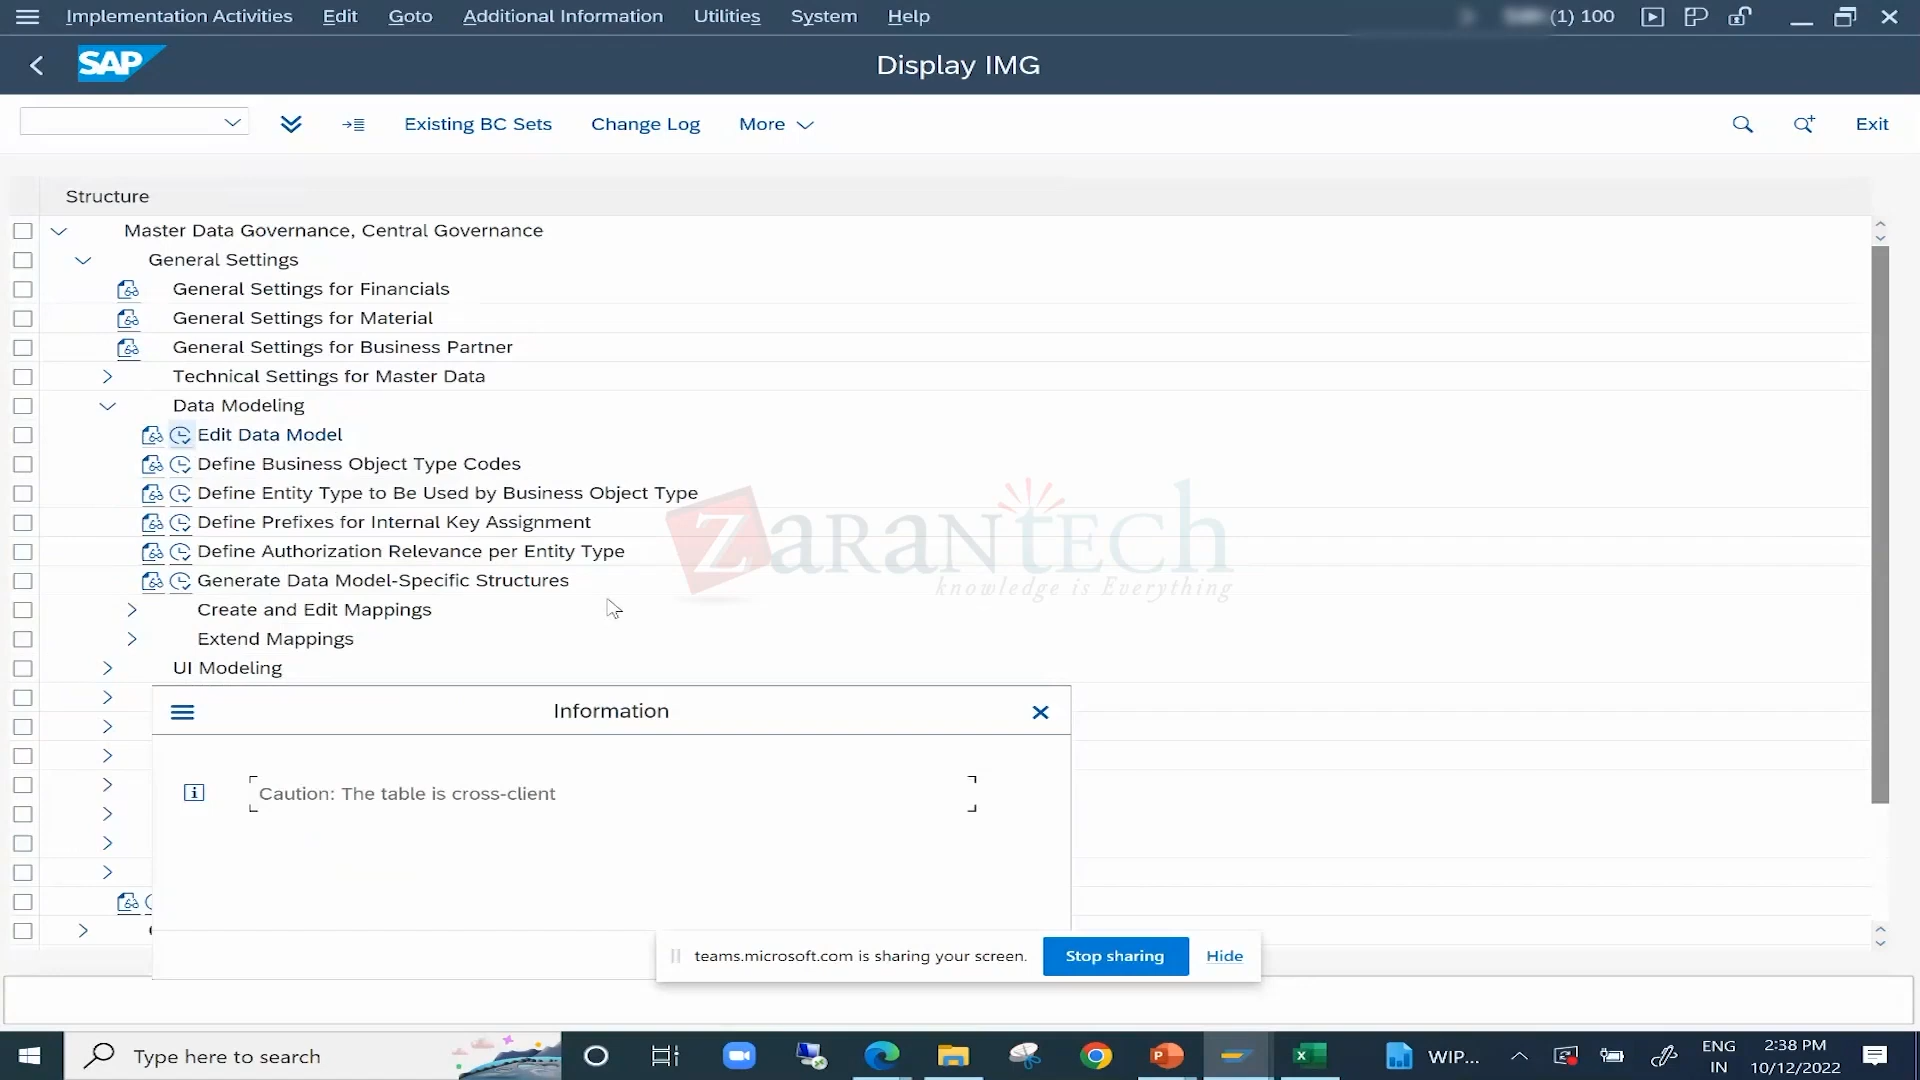 Implementation Activities Edit Goto Additional Information Utilities System Help (1) 100
SAP Display IMG
Existing BC Sets Change Log More Exit
Structure
Master Data Governance, Central Governance
General Settings
General Settings for Financials
General Settings for Material
General Settings for Business Partner
Technical Settings for Master Data
Data Modeling
Edit Data Model
Define Business Object Type Codes
Define Entity Type to Be Used by Business Object Type
Define Prefixes for Internal Key Assignment
Define Authorization Relevance per Entity Type
Generate Data Model-Specific Structures
Create and Edit Mappings
Extend Mappings
UI Modeling
ZaranTech
knowledge is Everything
Information
Caution: The table is cross-client
teams.microsoft.com is sharing your screen. Stop sharing Hide
Type here to search
WIP...
ENG
IN
2:38 PM
10/12/2022